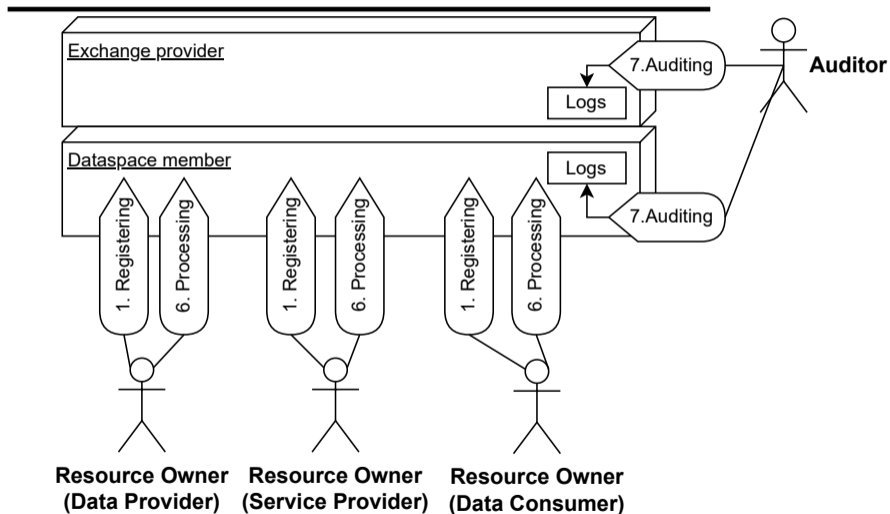 Exchange provider
7.Auditing
Auditor
Logs
Dataspace member
Logs
7.Auditing
1. Registering
6. Processing
1. Registering
6. Processing
1. Registering
6. Processing
Resource Owner
(Data Provider)
Resource Owner
(Service Provider)
Resource Owner
(Data Consumer)